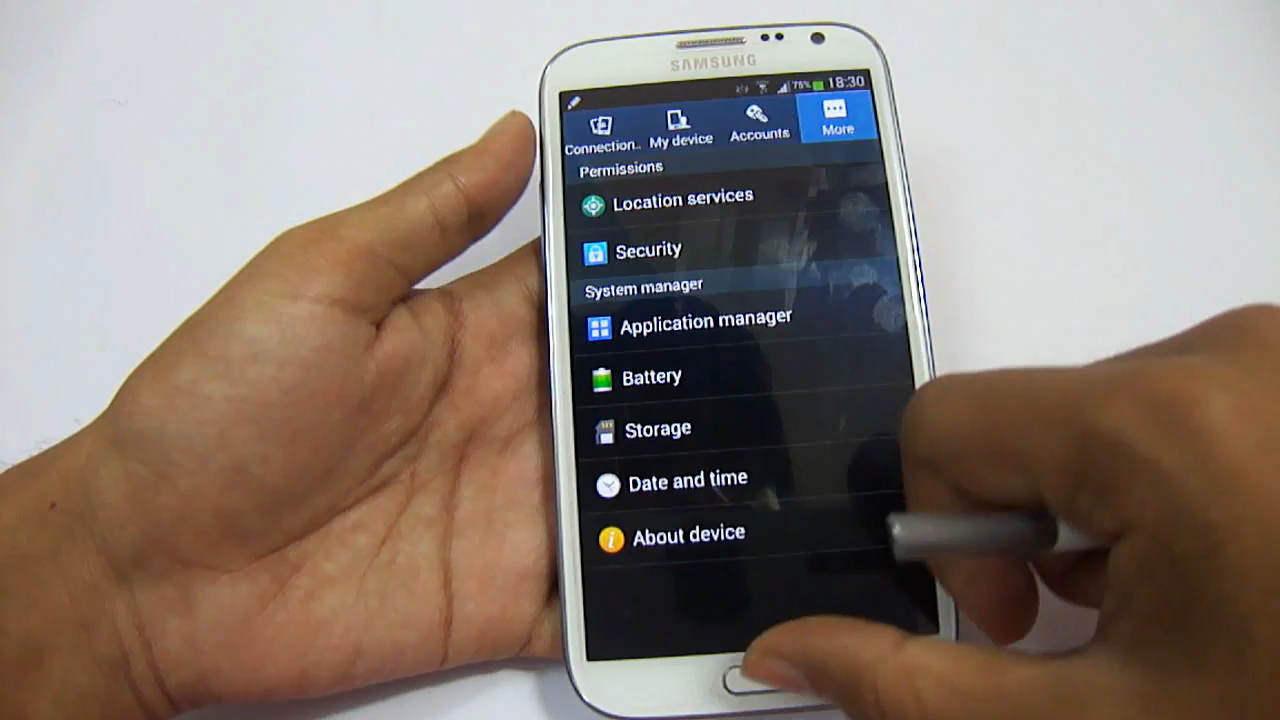 SAMSUNG
75% 18:30
Connection.. My device Accounts More
Permissions
Location services
Security
System manager
Application manager
Battery
Storage
Date and time
About device